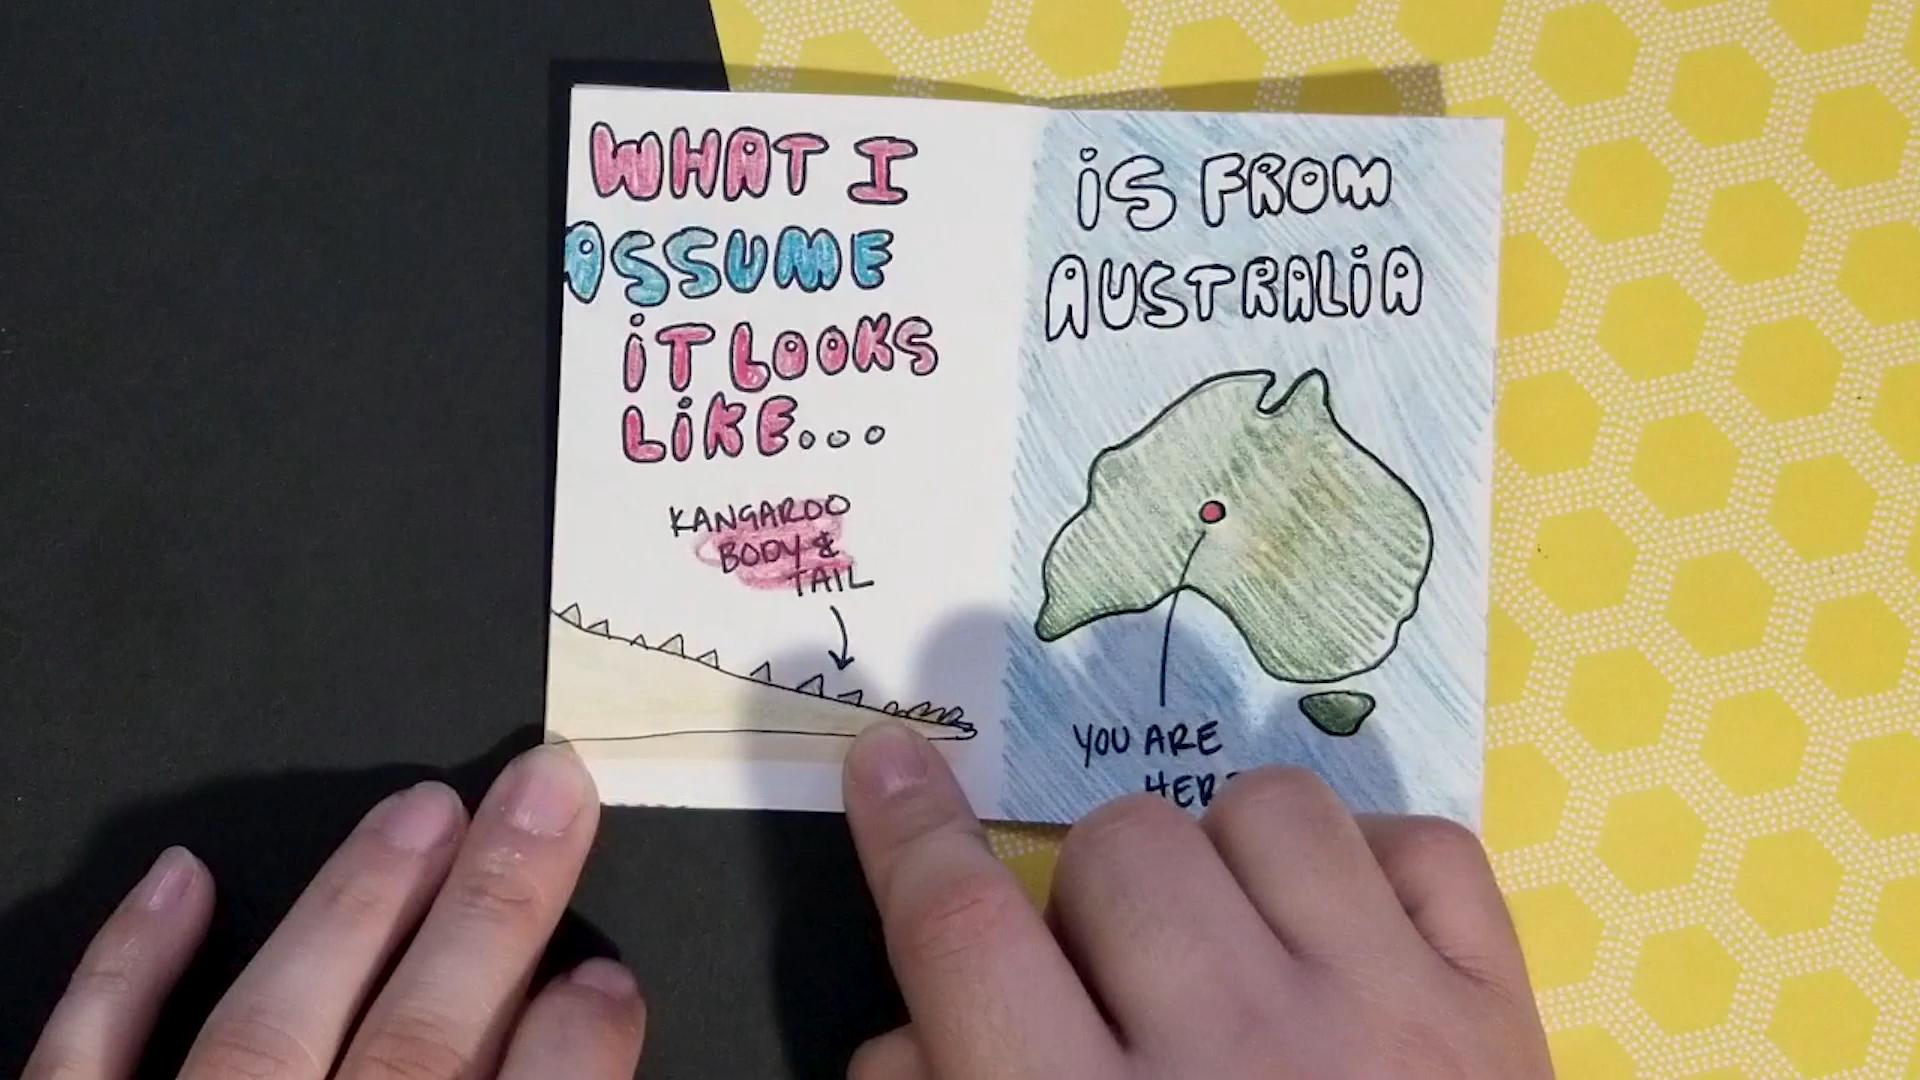 WHAT I
ASSUME
iT LOOKS
LiKE...
KANGAROO
BODY &
TAIL
iS FROM
AUSTRALiA
YOU ARE